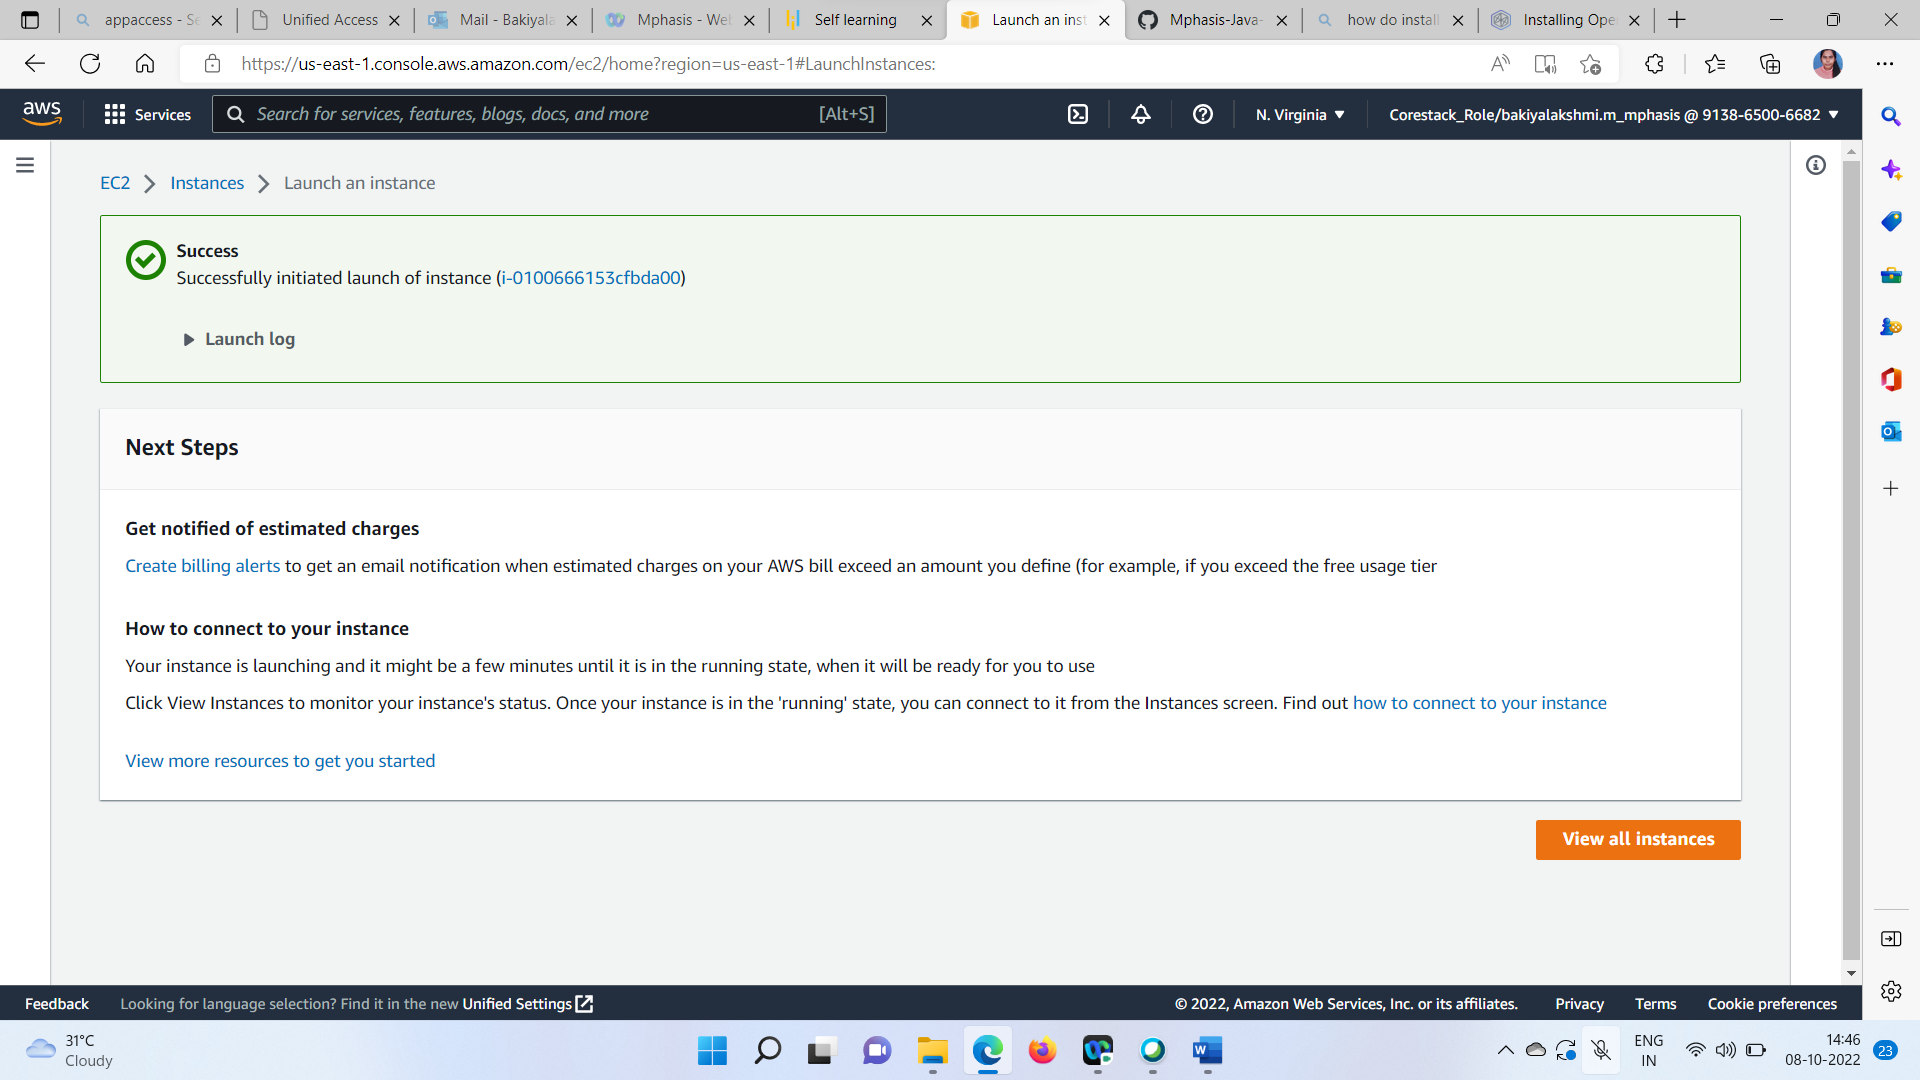 appaccess - Se
Unified Access
Mail - Bakiyala
Mphasis - Wel
Self learning
Launch an inst
Mphasis-Java-
how do install
Installing Ope
https://us-east-1.console.aws.amazon.com/ec2/home?region=us-east-1#LaunchInstances:
aws
Services
Search for services, features, blogs, docs, and more
[Alt+S]
N. Virginia
Corestack_Role/bakiyalakshmi.m_mphasis @ 9138-6500-6682
EC2
Instances
Launch an instance
Success
Successfully initiated launch of instance (i-0100666153cfbda00)
Launch log
Next Steps
Get notified of estimated charges
Create billing alerts to get an email notification when estimated charges on your AWS bill exceed an amount you define (for example, if you exceed the free usage tier
How to connect to your instance
Your instance is launching and it might be a few minutes until it is in the running state, when it will be ready for you to use
Click View Instances to monitor your instance's status. Once your instance is in the 'running' state, you can connect to it from the Instances screen. Find out how to connect to your instance
View more resources to get you started
View all instances
Feedback
Looking for language selection? Find it in the new Unified Settings
© 2022, Amazon Web Services, Inc. or its affiliates.
Privacy
Terms
Cookie preferences
31°C
Cloudy
ENG
IN
14:46
08-10-2022
23